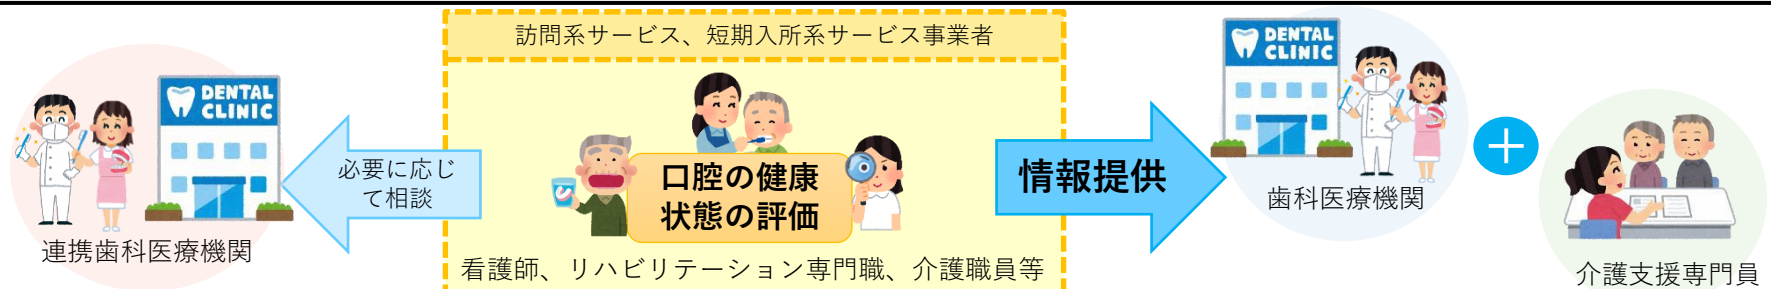 訪問系サービス、短期入所系サービス事業者
DENTAL
CLINIC
連携歯科医療機関
必要に応じ
て相談
口腔の健康
状態の評価
看護師、リハビリテーション専門職、介護職員等
情報提供
DENTAL
CLINIC
歯科医療機関
＋
介護支援専門員